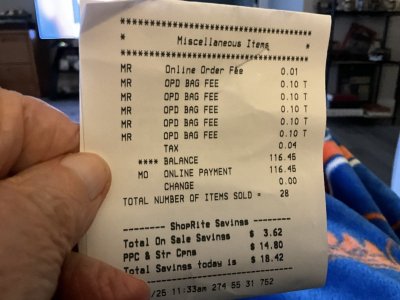 *******************************
* Miscellaneous Items *
*******************************
MR Online Order Fee 0.01
MR OPD BAG FEE 0.10 T
MR OPD BAG FEE 0.10 T
MR OPD BAG FEE 0.10 T
MR OPD BAG FEE 0.10 T
MR OPD BAG FEE 0.10 T
TAX 0.04
**** BALANCE 116.45
MO ONLINE PAYMENT 116.45
CHANGE 0.00
TOTAL NUMBER OF ITEMS SOLD = 28
-------- ShopRite Savings --------
Total On Sale Savings $ 3.62
PPC & Str Cpns $ 14.80
Total Savings today is $ 18.42
/25 11:33am 274 55 31 752